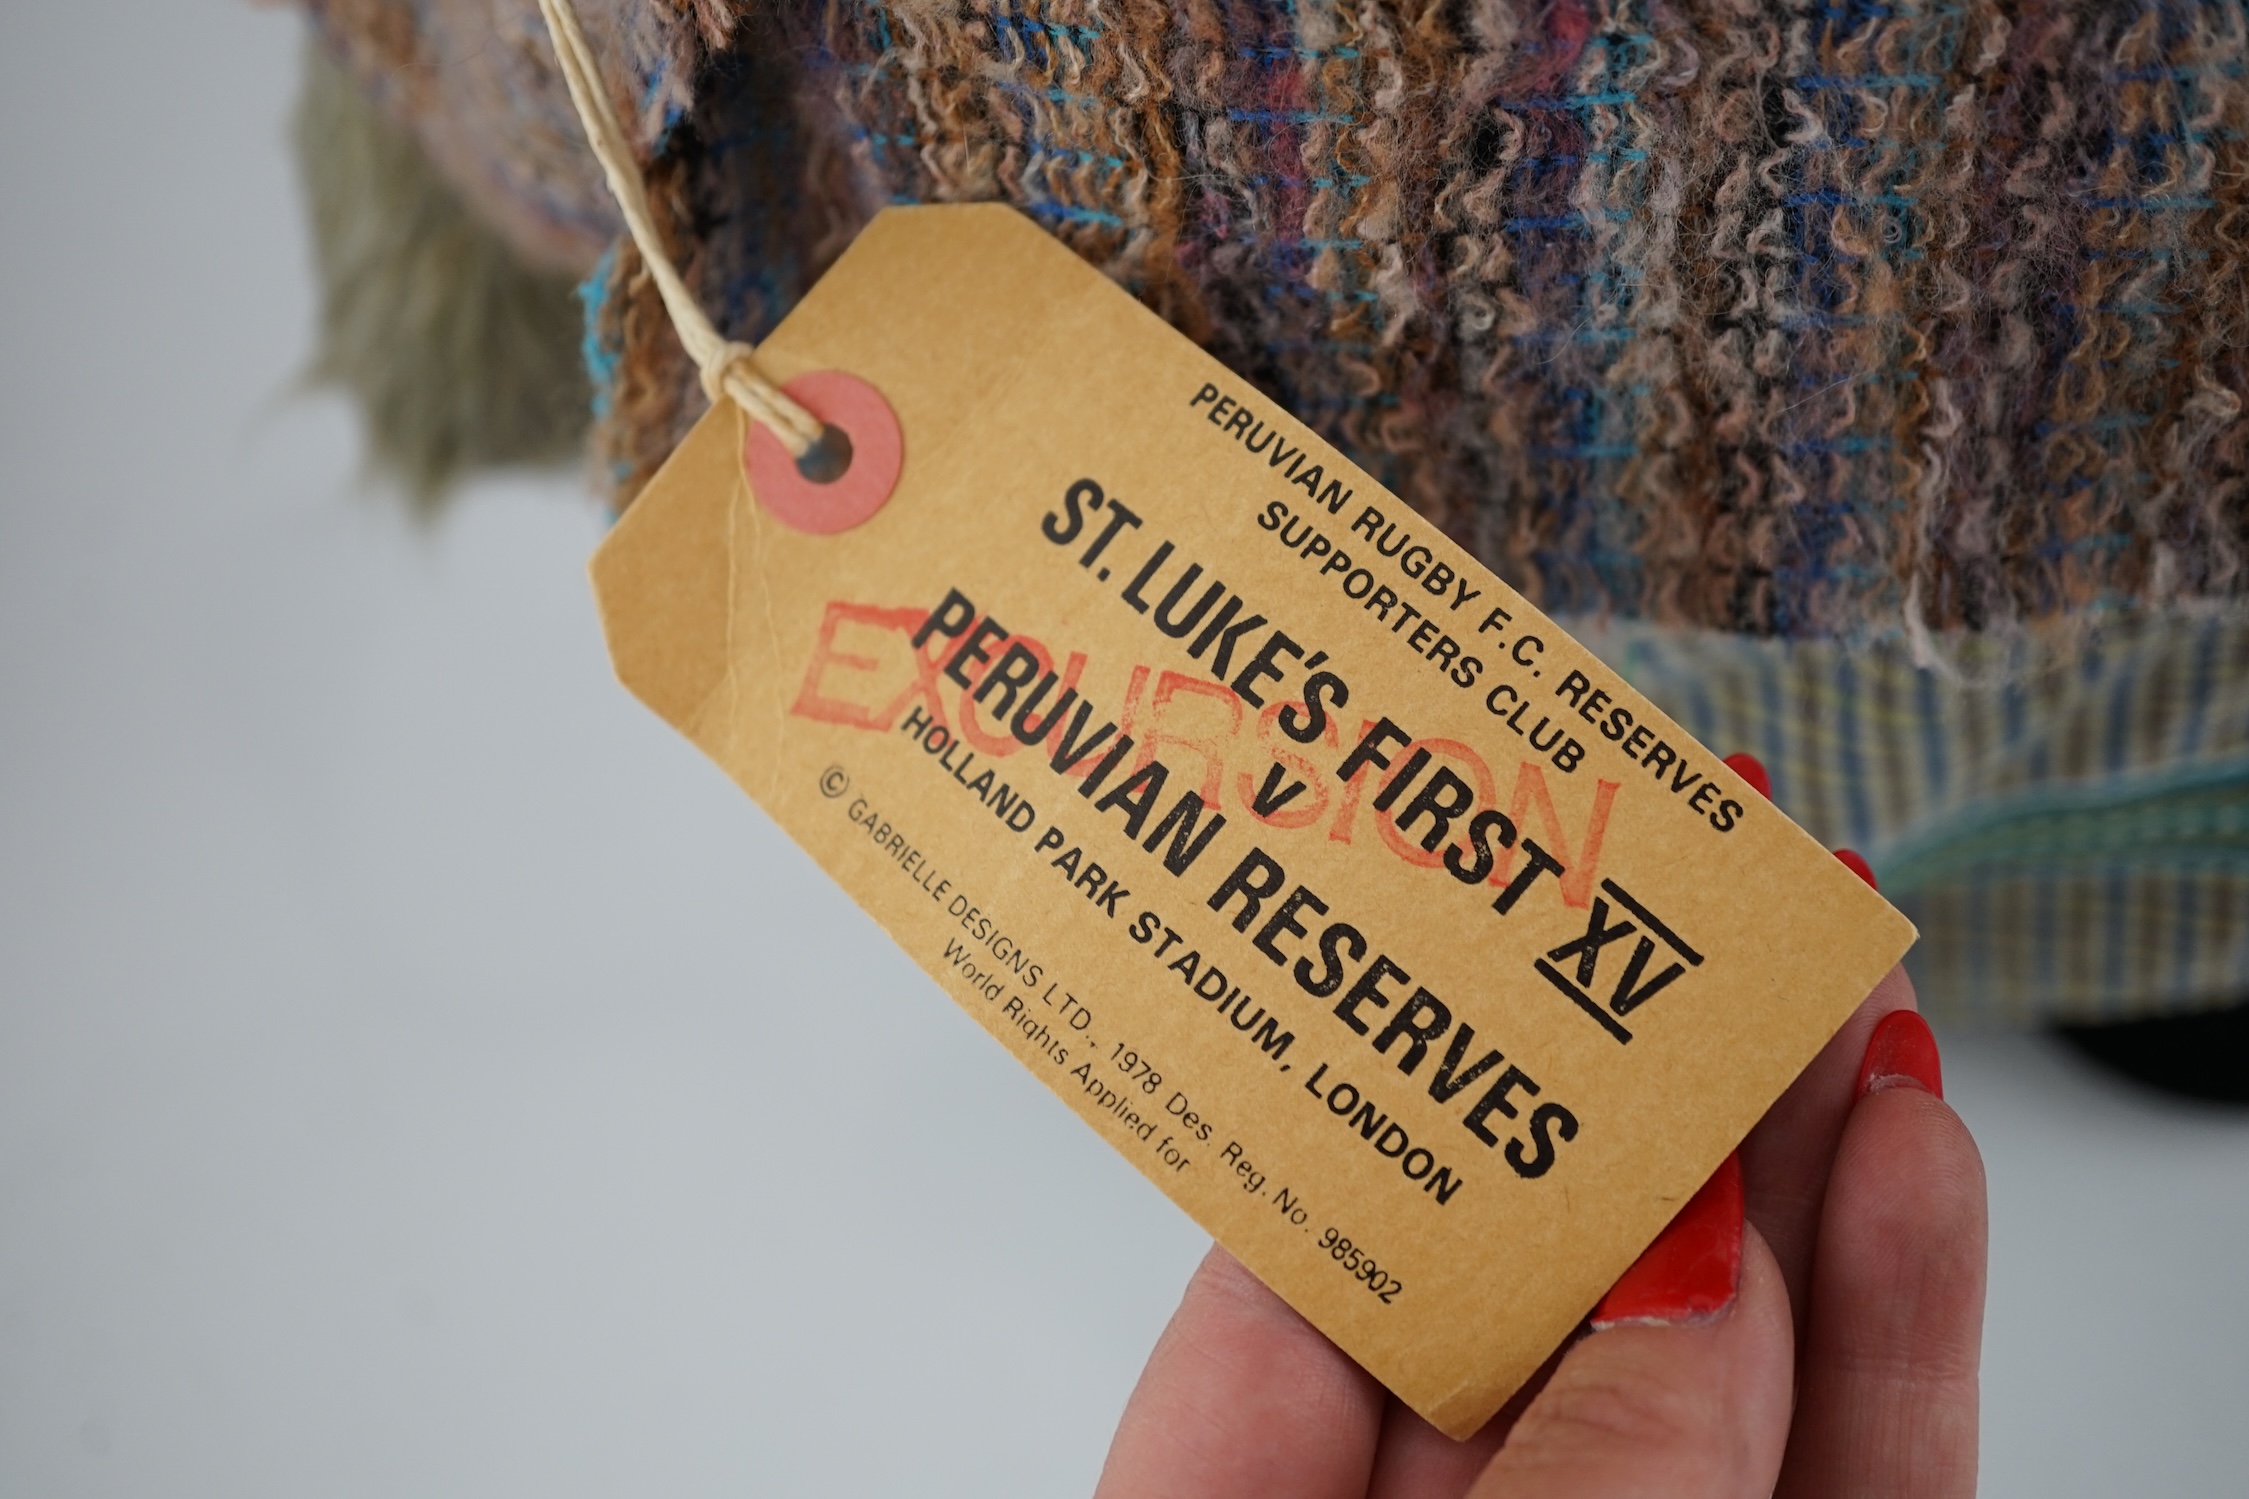 PERUVIAN RUGBY F.C. RESERVES
SUPPORTERS CLUB
ST. LUKE'S FIRST XV
v
PERUVIAN RESERVES
EXCURSION
HOLLAND PARK STADIUM, LONDON
© GABRIELLE DESIGNS LTD., 1978 Des. Reg. No. 985902
World Rights Applied for